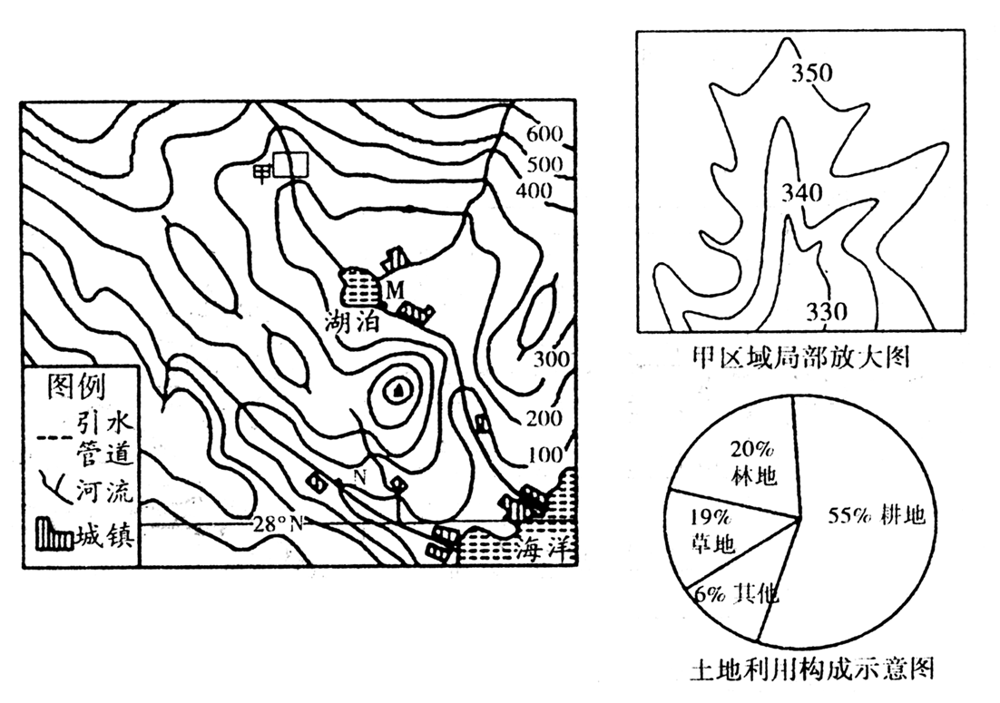 600
500
400
甲
M
湖泊
300
200
100
N
28°N
海洋
图例
引水
管道
河流
城镇
350
340
330
甲区域局部放大图
20%
林地
55% 耕地
19%
草地
6% 其他
土地利用构成示意图